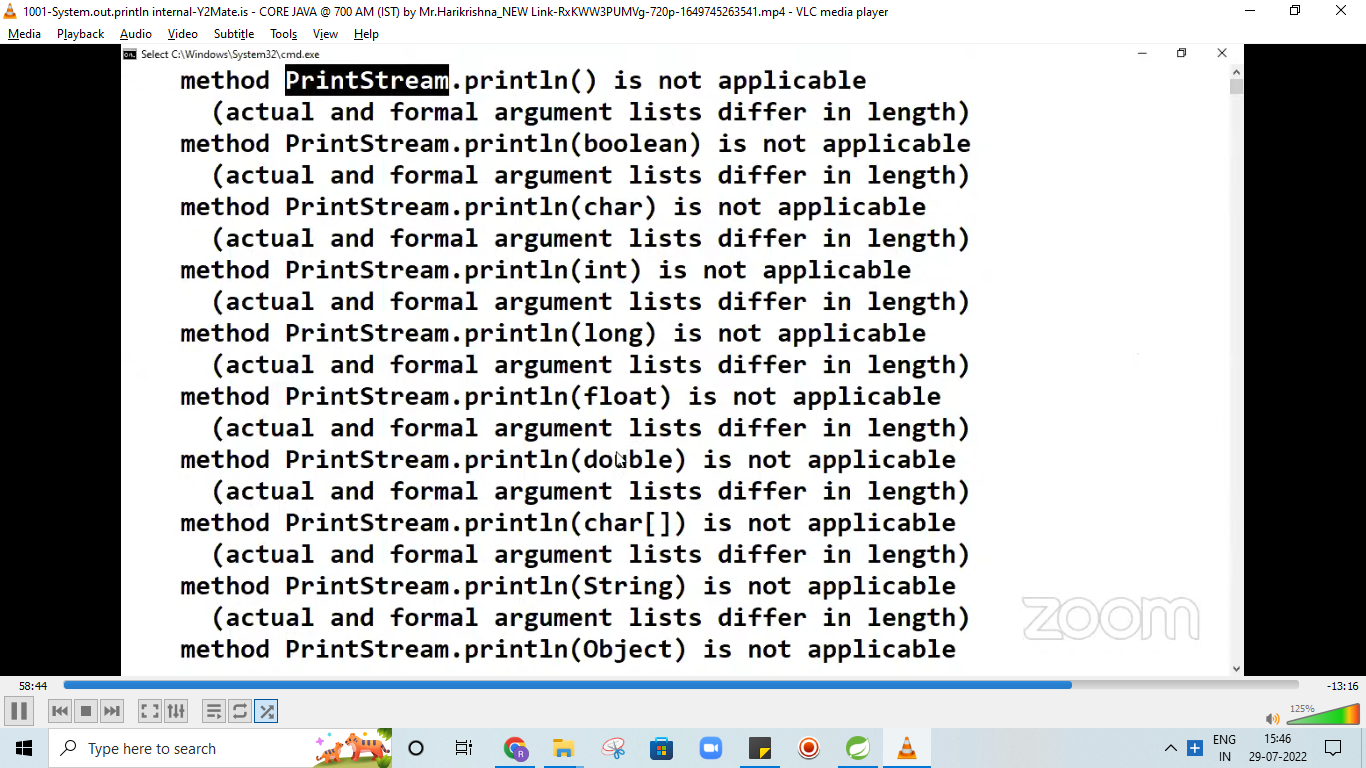 1001-System.out.println internal-Y2Mate.is - CORE JAVA @ 700 AM (IST) by Mr.Harikrishna_NEW Link-RxKWW3PUMVg-720p-1649745263541.mp4 - VLC media player
Media Playback Audio Video Subtitle Tools View Help
Select C:\Windows\System32\cmd.exe
method PrintStream.println() is not applicable
(actual and formal argument lists differ in length)
method PrintStream.println(boolean) is not applicable
(actual and formal argument lists differ in length)
method PrintStream.println(char) is not applicable
(actual and formal argument lists differ in length)
method PrintStream.println(int) is not applicable
(actual and formal argument lists differ in length)
method PrintStream.println(long) is not applicable
(actual and formal argument lists differ in length)
method PrintStream.println(float) is not applicable
(actual and formal argument lists differ in length)
method PrintStream.println(double) is not applicable
(actual and formal argument lists differ in length)
method PrintStream.println(char[]) is not applicable
(actual and formal argument lists differ in length)
method PrintStream.println(String) is not applicable
(actual and formal argument lists differ in length)
method PrintStream.println(Object) is not applicable
zoom
58:44 -13:16
125%
Type here to search
R
ENG
IN
15:46
29-07-2022